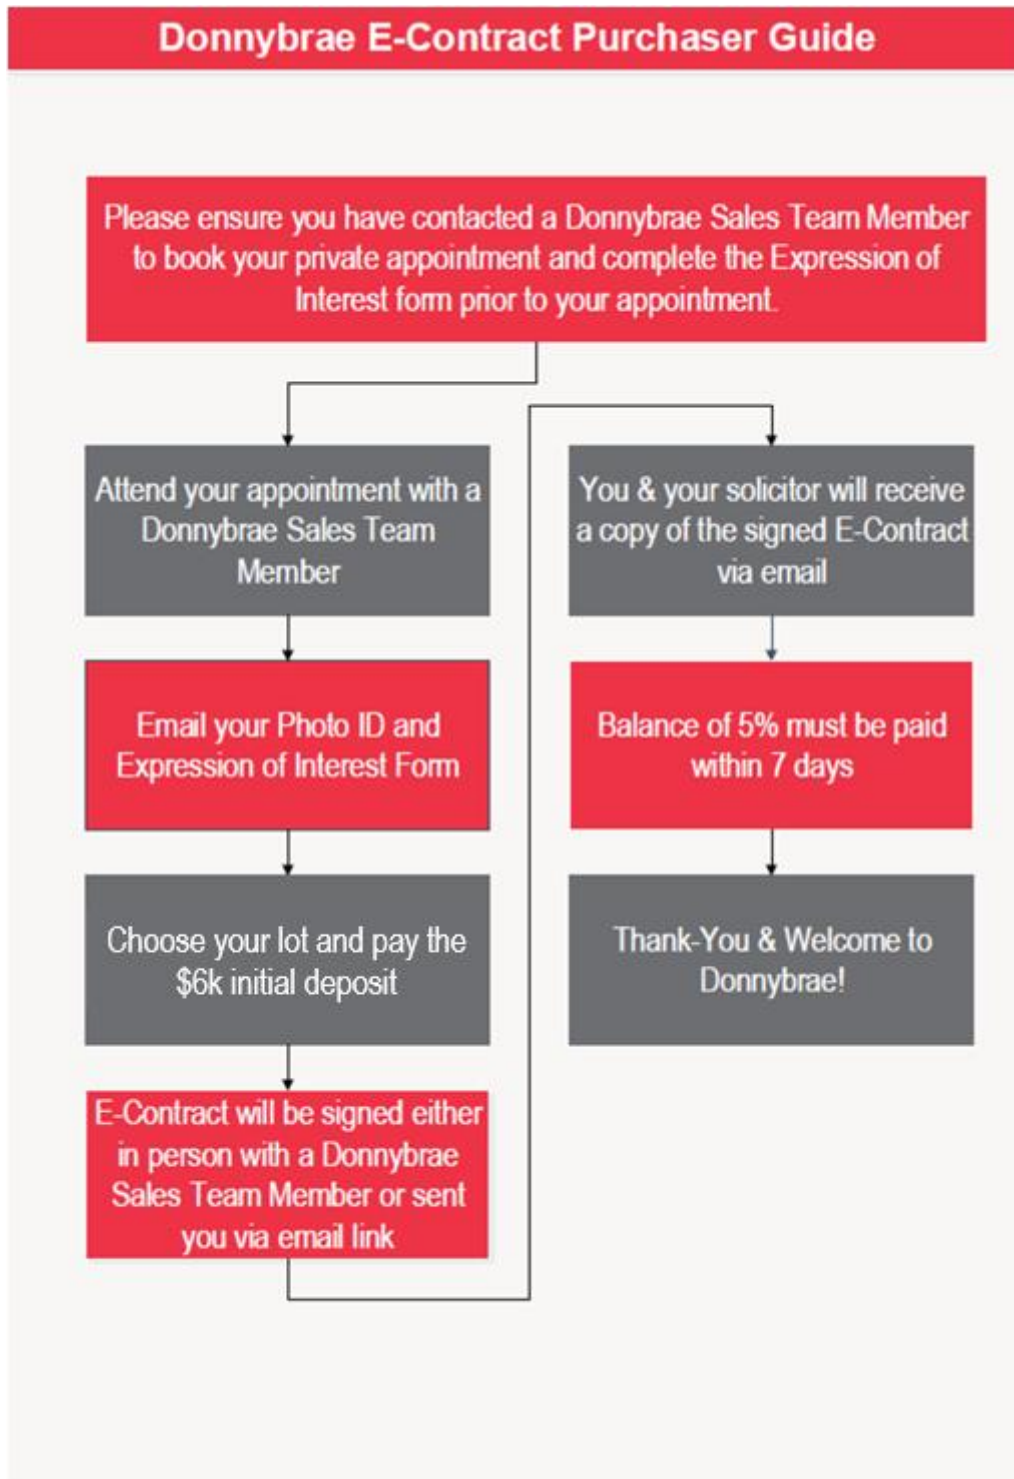 Donnybrae E-Contract Purchaser Guide
Please ensure you have contacted a Donnybrae Sales Team Member
to book your private appointment and complete the Expression of
Interest form prior to your appointment.
Attend your appointment with a
Donnybrae Sales Team
Member
Email your Photo ID and
Expression of Interest Form
Choose your lot and pay the
$6k initial deposit
E-Contract will be signed either
in person with a Donnybrae
Sales Team Member or sent
you via email link
You & your solicitor will receive
a copy of the signed E-Contract
via email
Balance of 5% must be paid
within 7 days
Thank-You & Welcome to
Donnybrae!